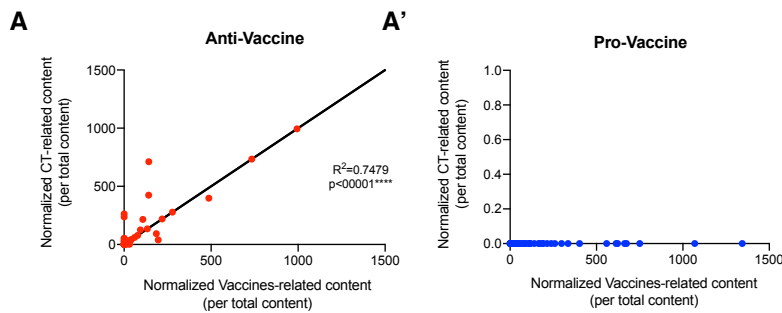 A
Anti-Vaccine
Normalized CT-related content
(per total content)
1500
1000
500
0
R²=0.7479
p<00001****
0
500
1000
1500
Normalized Vaccines-related content
(per total content)
A'
Pro-Vaccine
Normalized CT-related content
(per total content)
1.0
0.8
0.6
0.4
0.2
0.0
0
500
1000
1500
Normalized Vaccines-related content
(per total content)